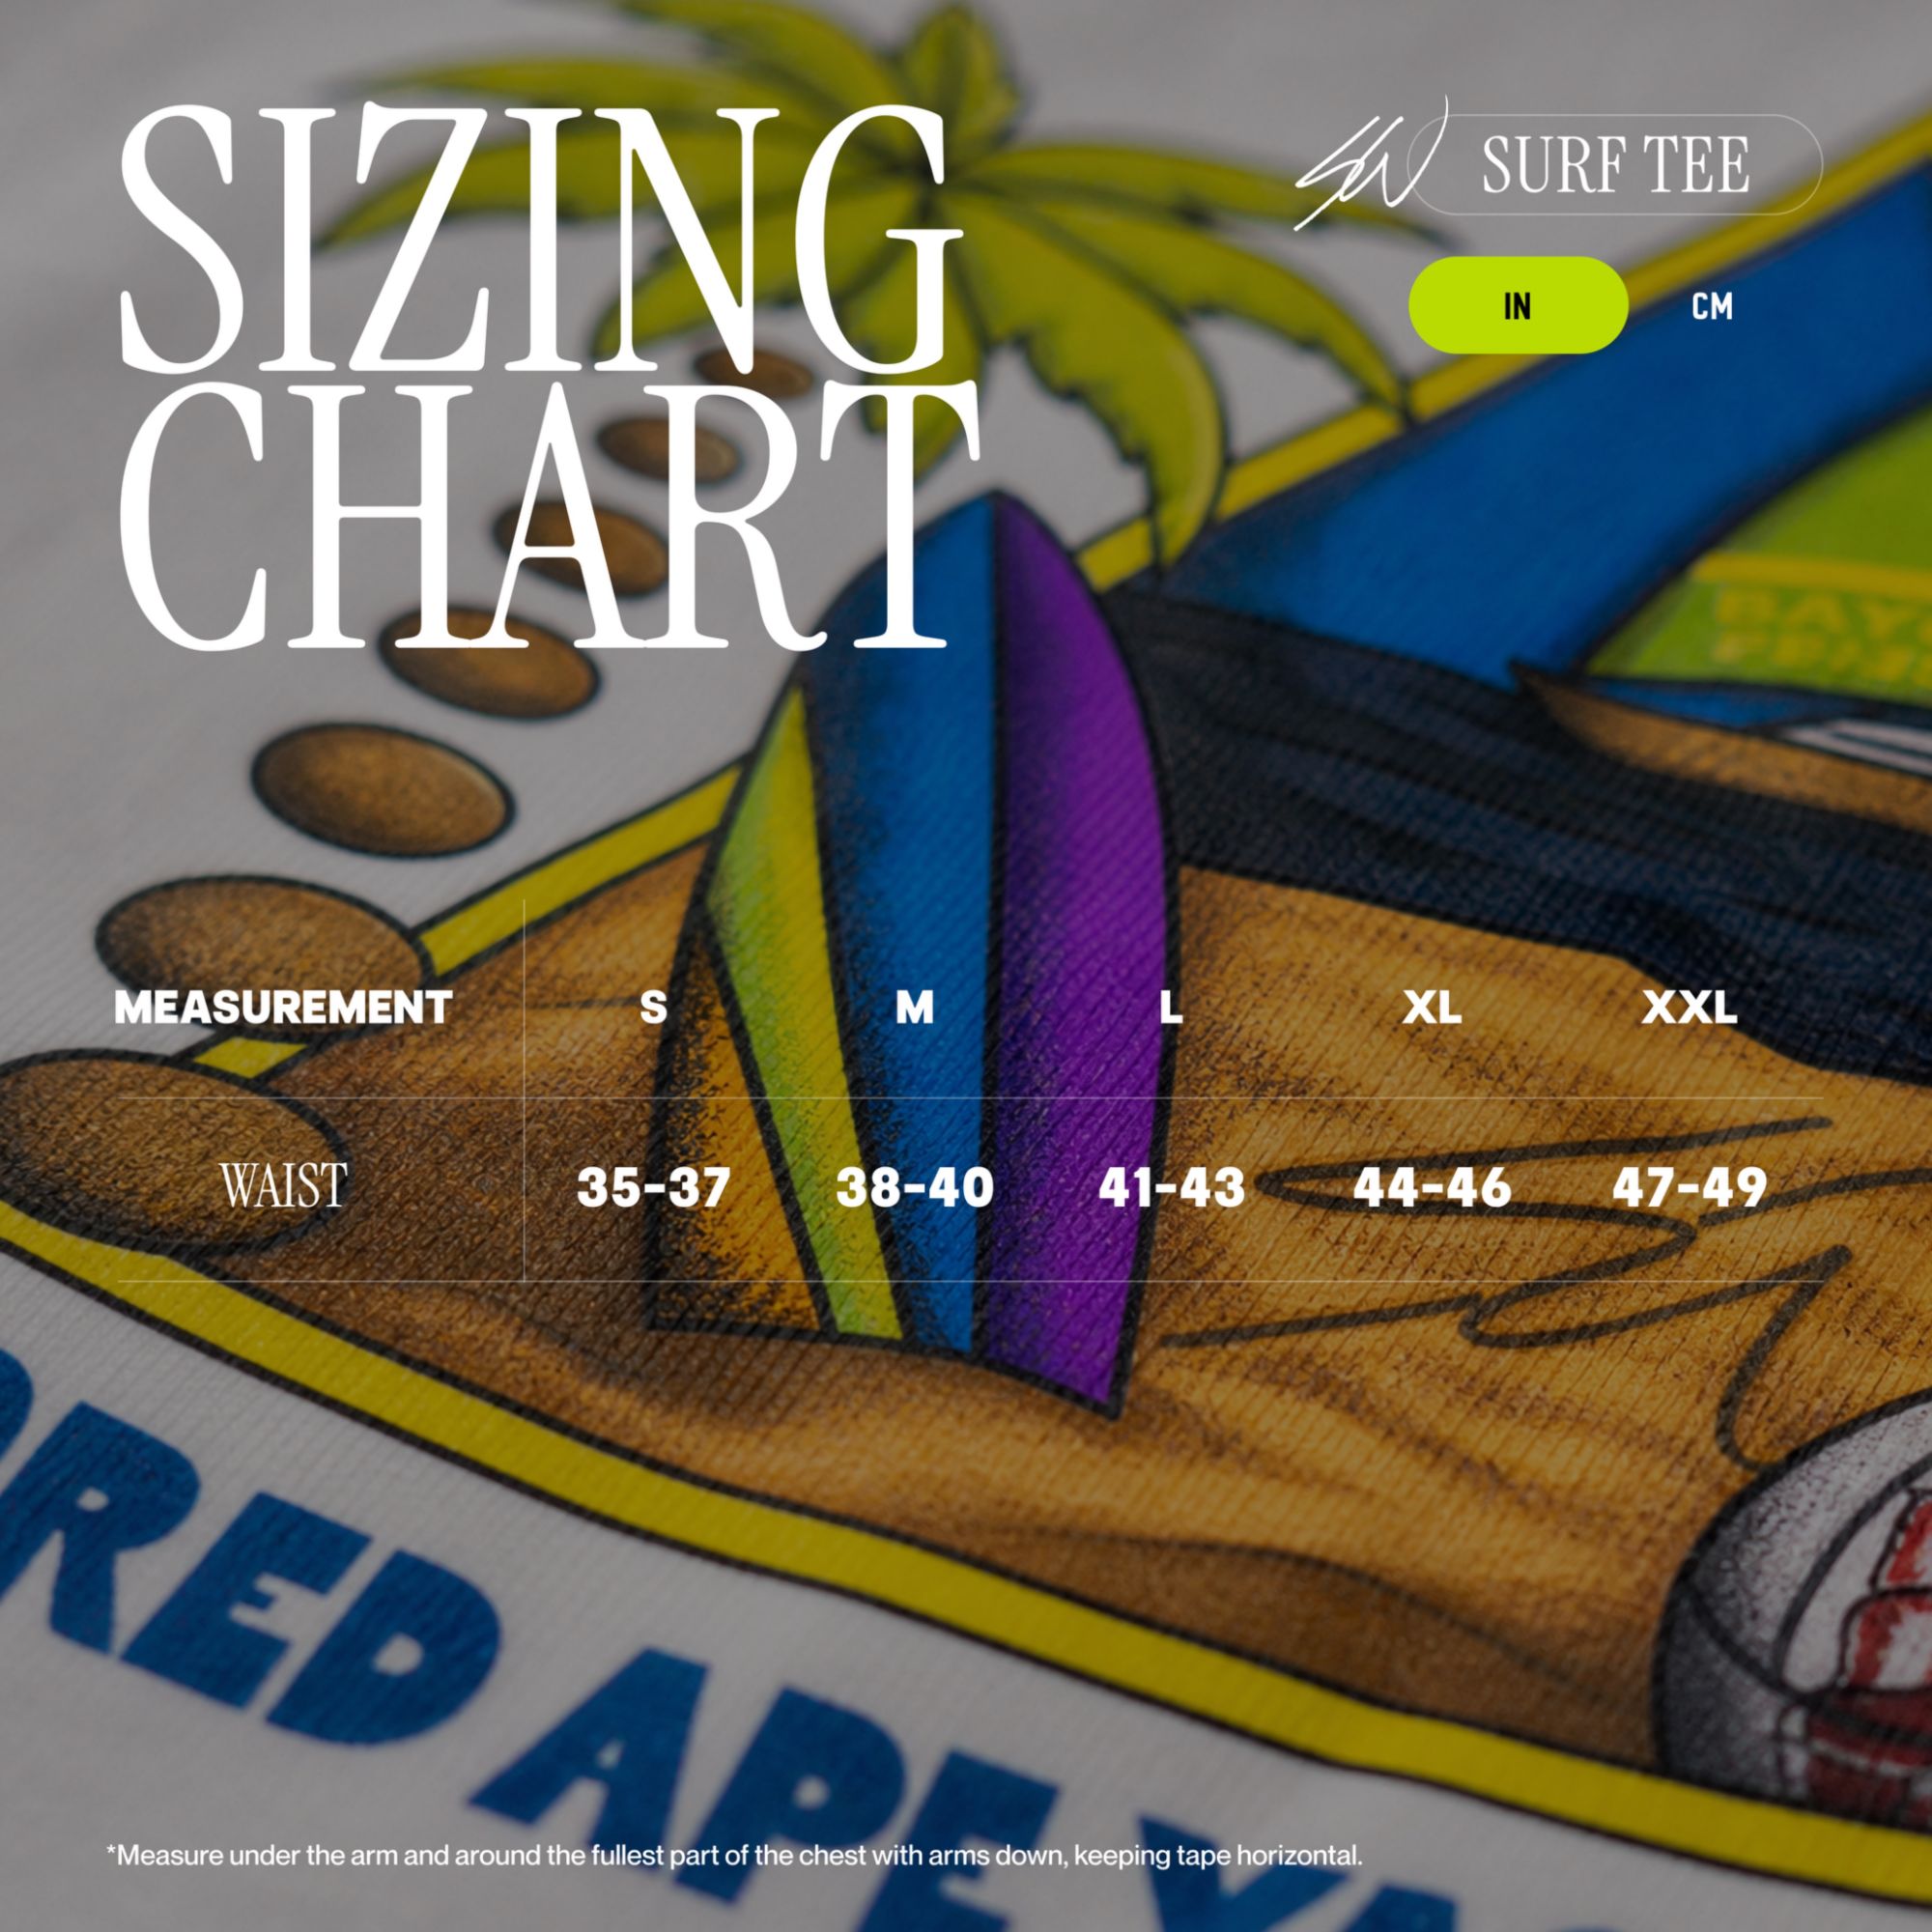 SIZING
CHART
SW SURF TEE
IN CM
MEASUREMENT S M L XL XXL
WAIST 35-37 38-40 41-43 44-46 47-49
RED APE
*Measure under the arm and around the fullest part of the chest with arms down, keeping tape horizontal.